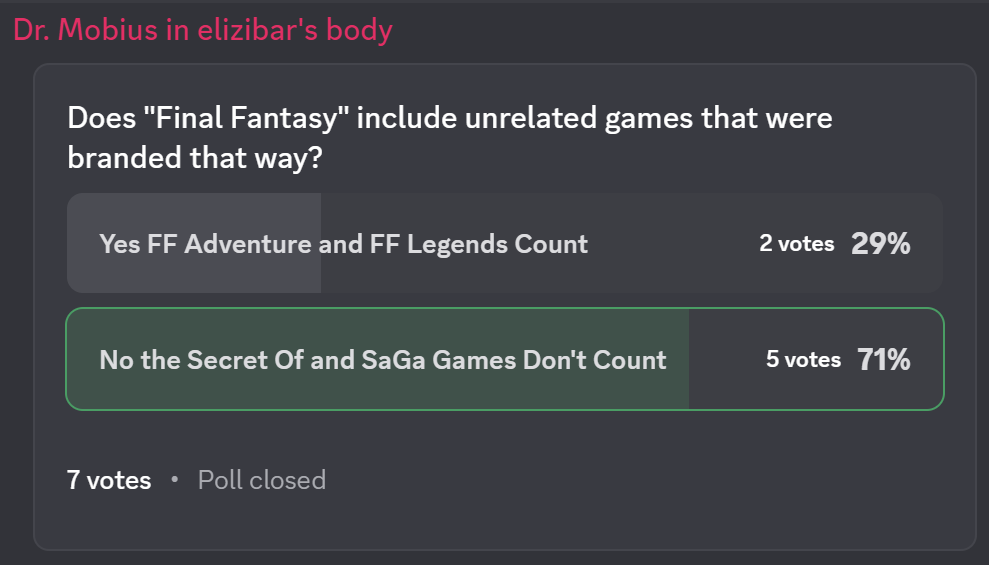 Dr. Mobius in elizibar's body
Does "Final Fantasy" include unrelated games that were
branded that way?
Yes FF Adventure and FF Legends Count 2 votes 29%
No the Secret Of and SaGa Games Don't Count 5 votes 71%
7 votes • Poll closed